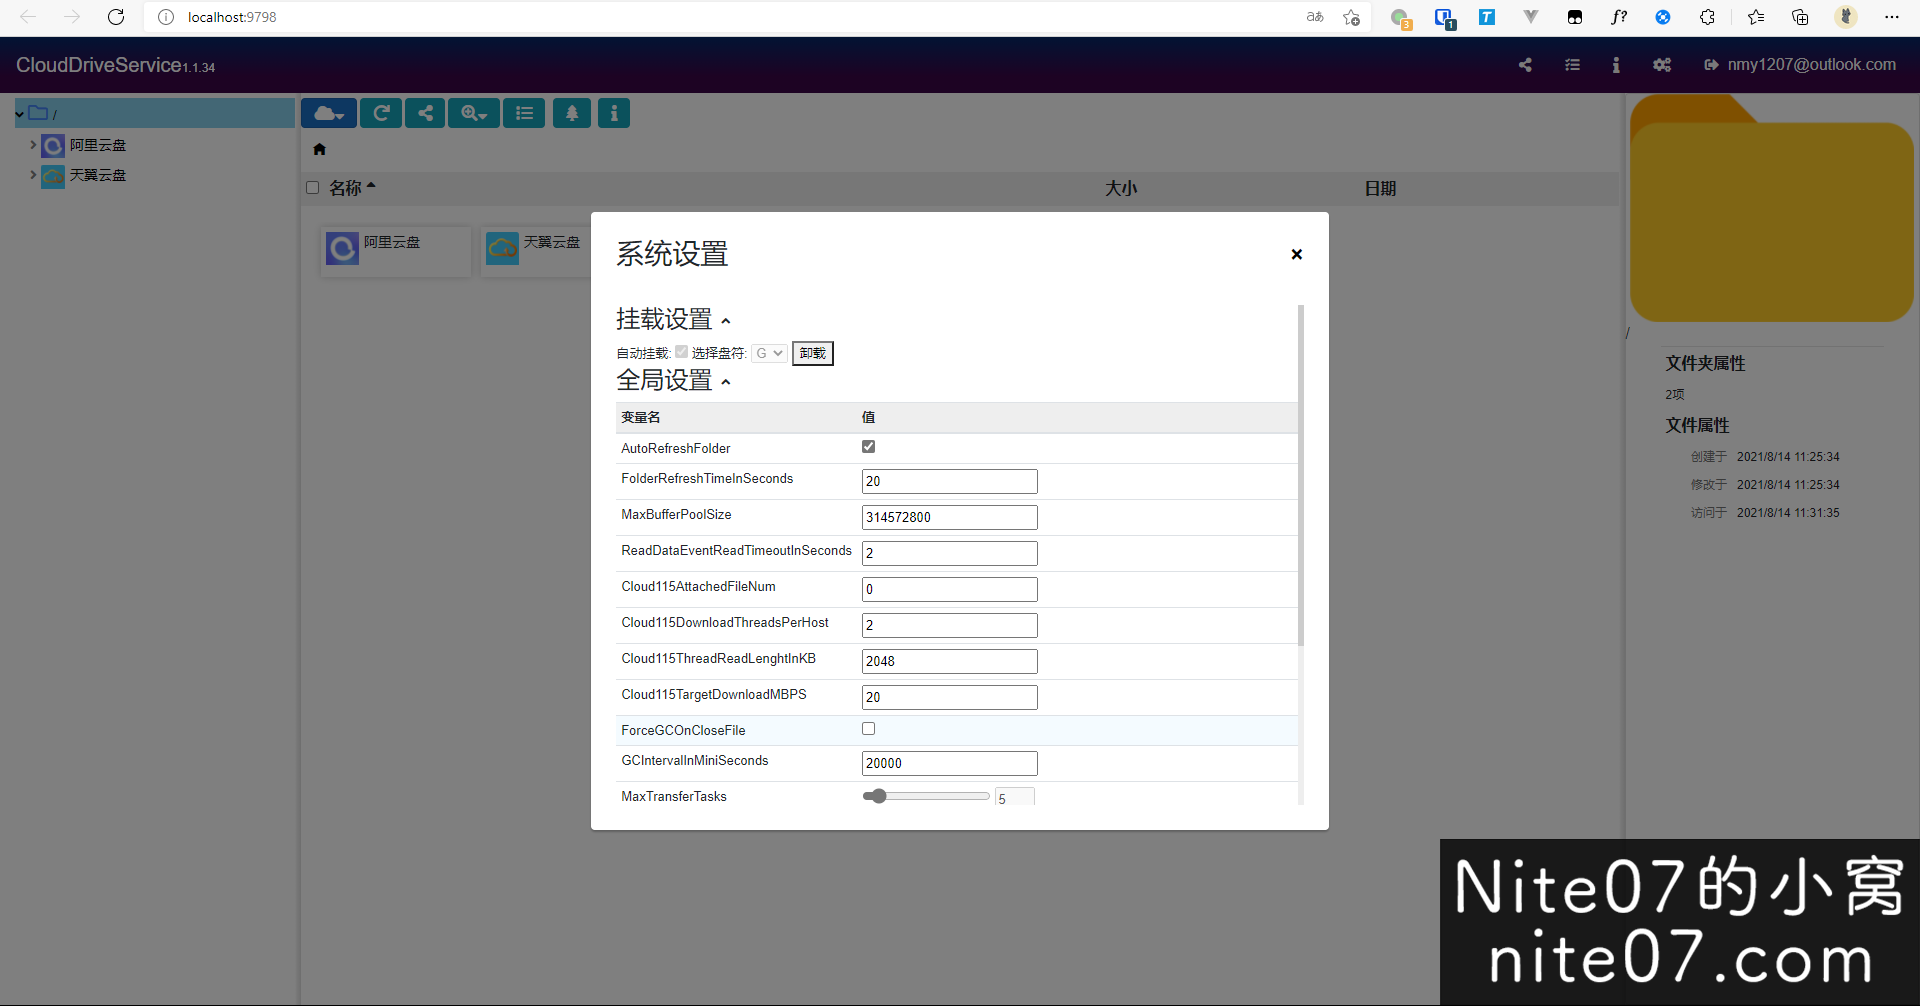 localhost:9798
aあ
3
1
T
f?
CloudDriveService1.1.34
nmy1207@outlook.com
/
阿里云盘
天翼云盘
名称
大小
日期
阿里云盘
天翼云盘
系统设置
×
挂载设置
自动挂载: 选择盘符: G 卸载
全局设置
变量名 值
AutoRefreshFolder
FolderRefreshTimeInSeconds 20
MaxBufferPoolSize 314572800
ReadDataEventReadTimeoutInSeconds 2
Cloud115AttachedFileNum 0
Cloud115DownloadThreadsPerHost 2
Cloud115ThreadReadLenghtInKB 2048
Cloud115TargetDownloadMBPS 20
ForceGCOnCloseFile
GCIntervalInMiniSeconds 20000
MaxTransferTasks 5
/
文件夹属性
2项
文件属性
创建于 2021/8/14 11:25:34
修改于 2021/8/14 11:25:34
访问于 2021/8/14 11:31:35
Nite07的小窝
nite07.com